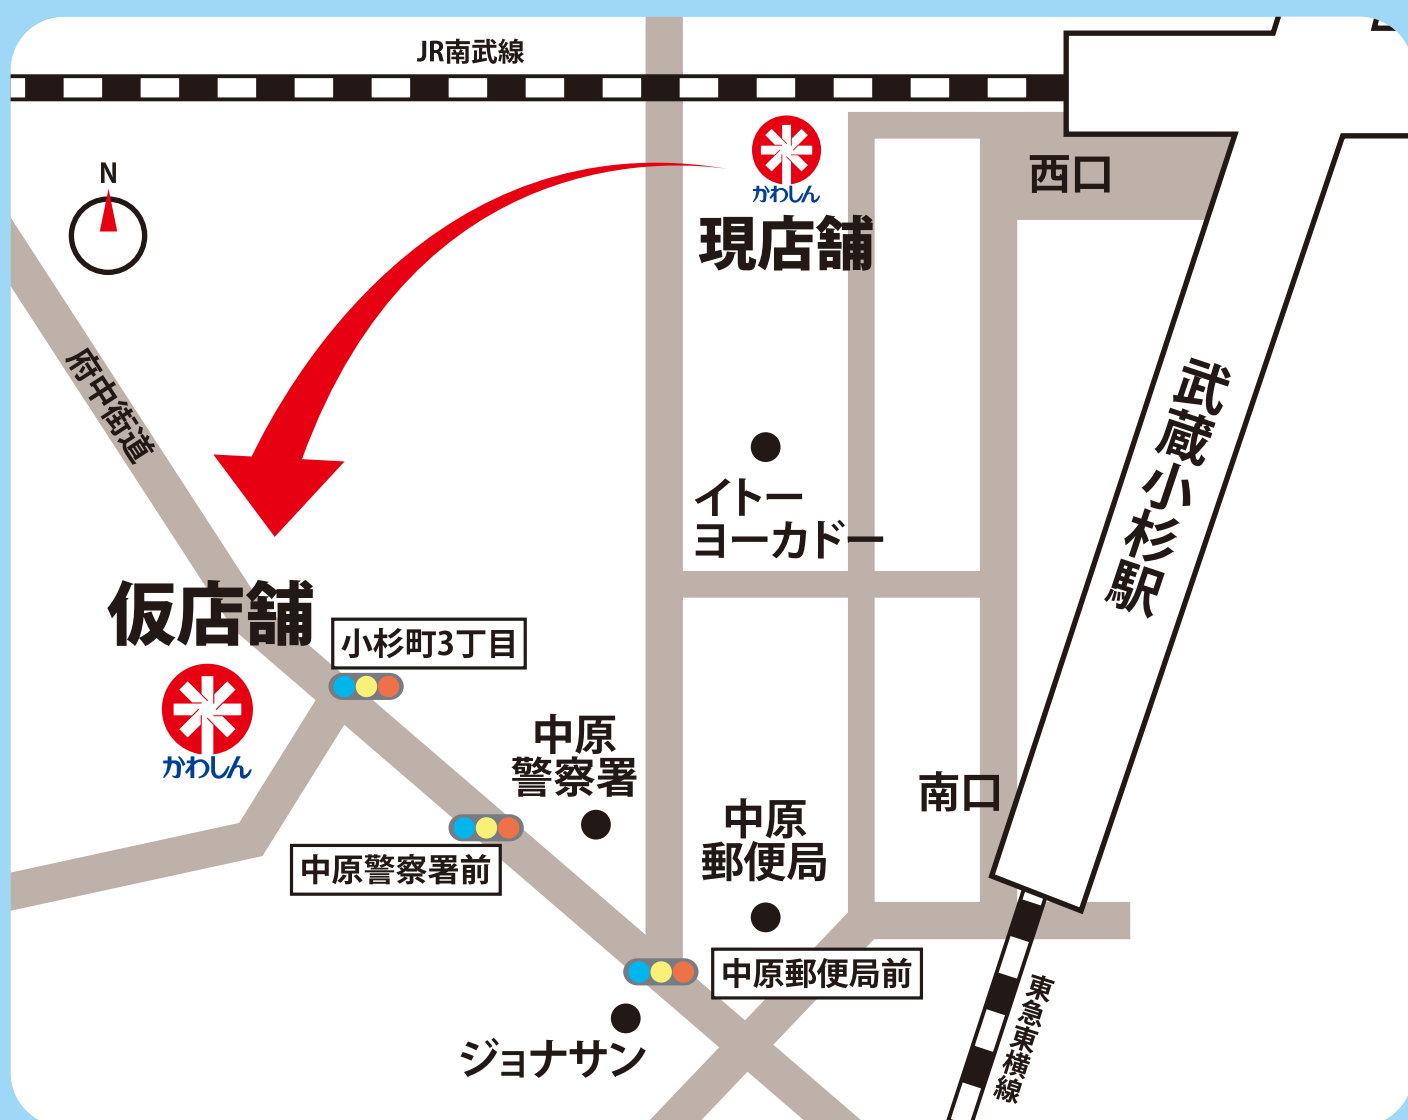 JR南武線
N
かわしん
現店舗
西口
府中街道
武蔵小杉駅
イトー
ヨーカドー
仮店舗
かわしん
小杉町3丁目
中原
警察署
中原警察署前
中原
郵便局
南口
中原郵便局前
ジョナサン
東急東横線